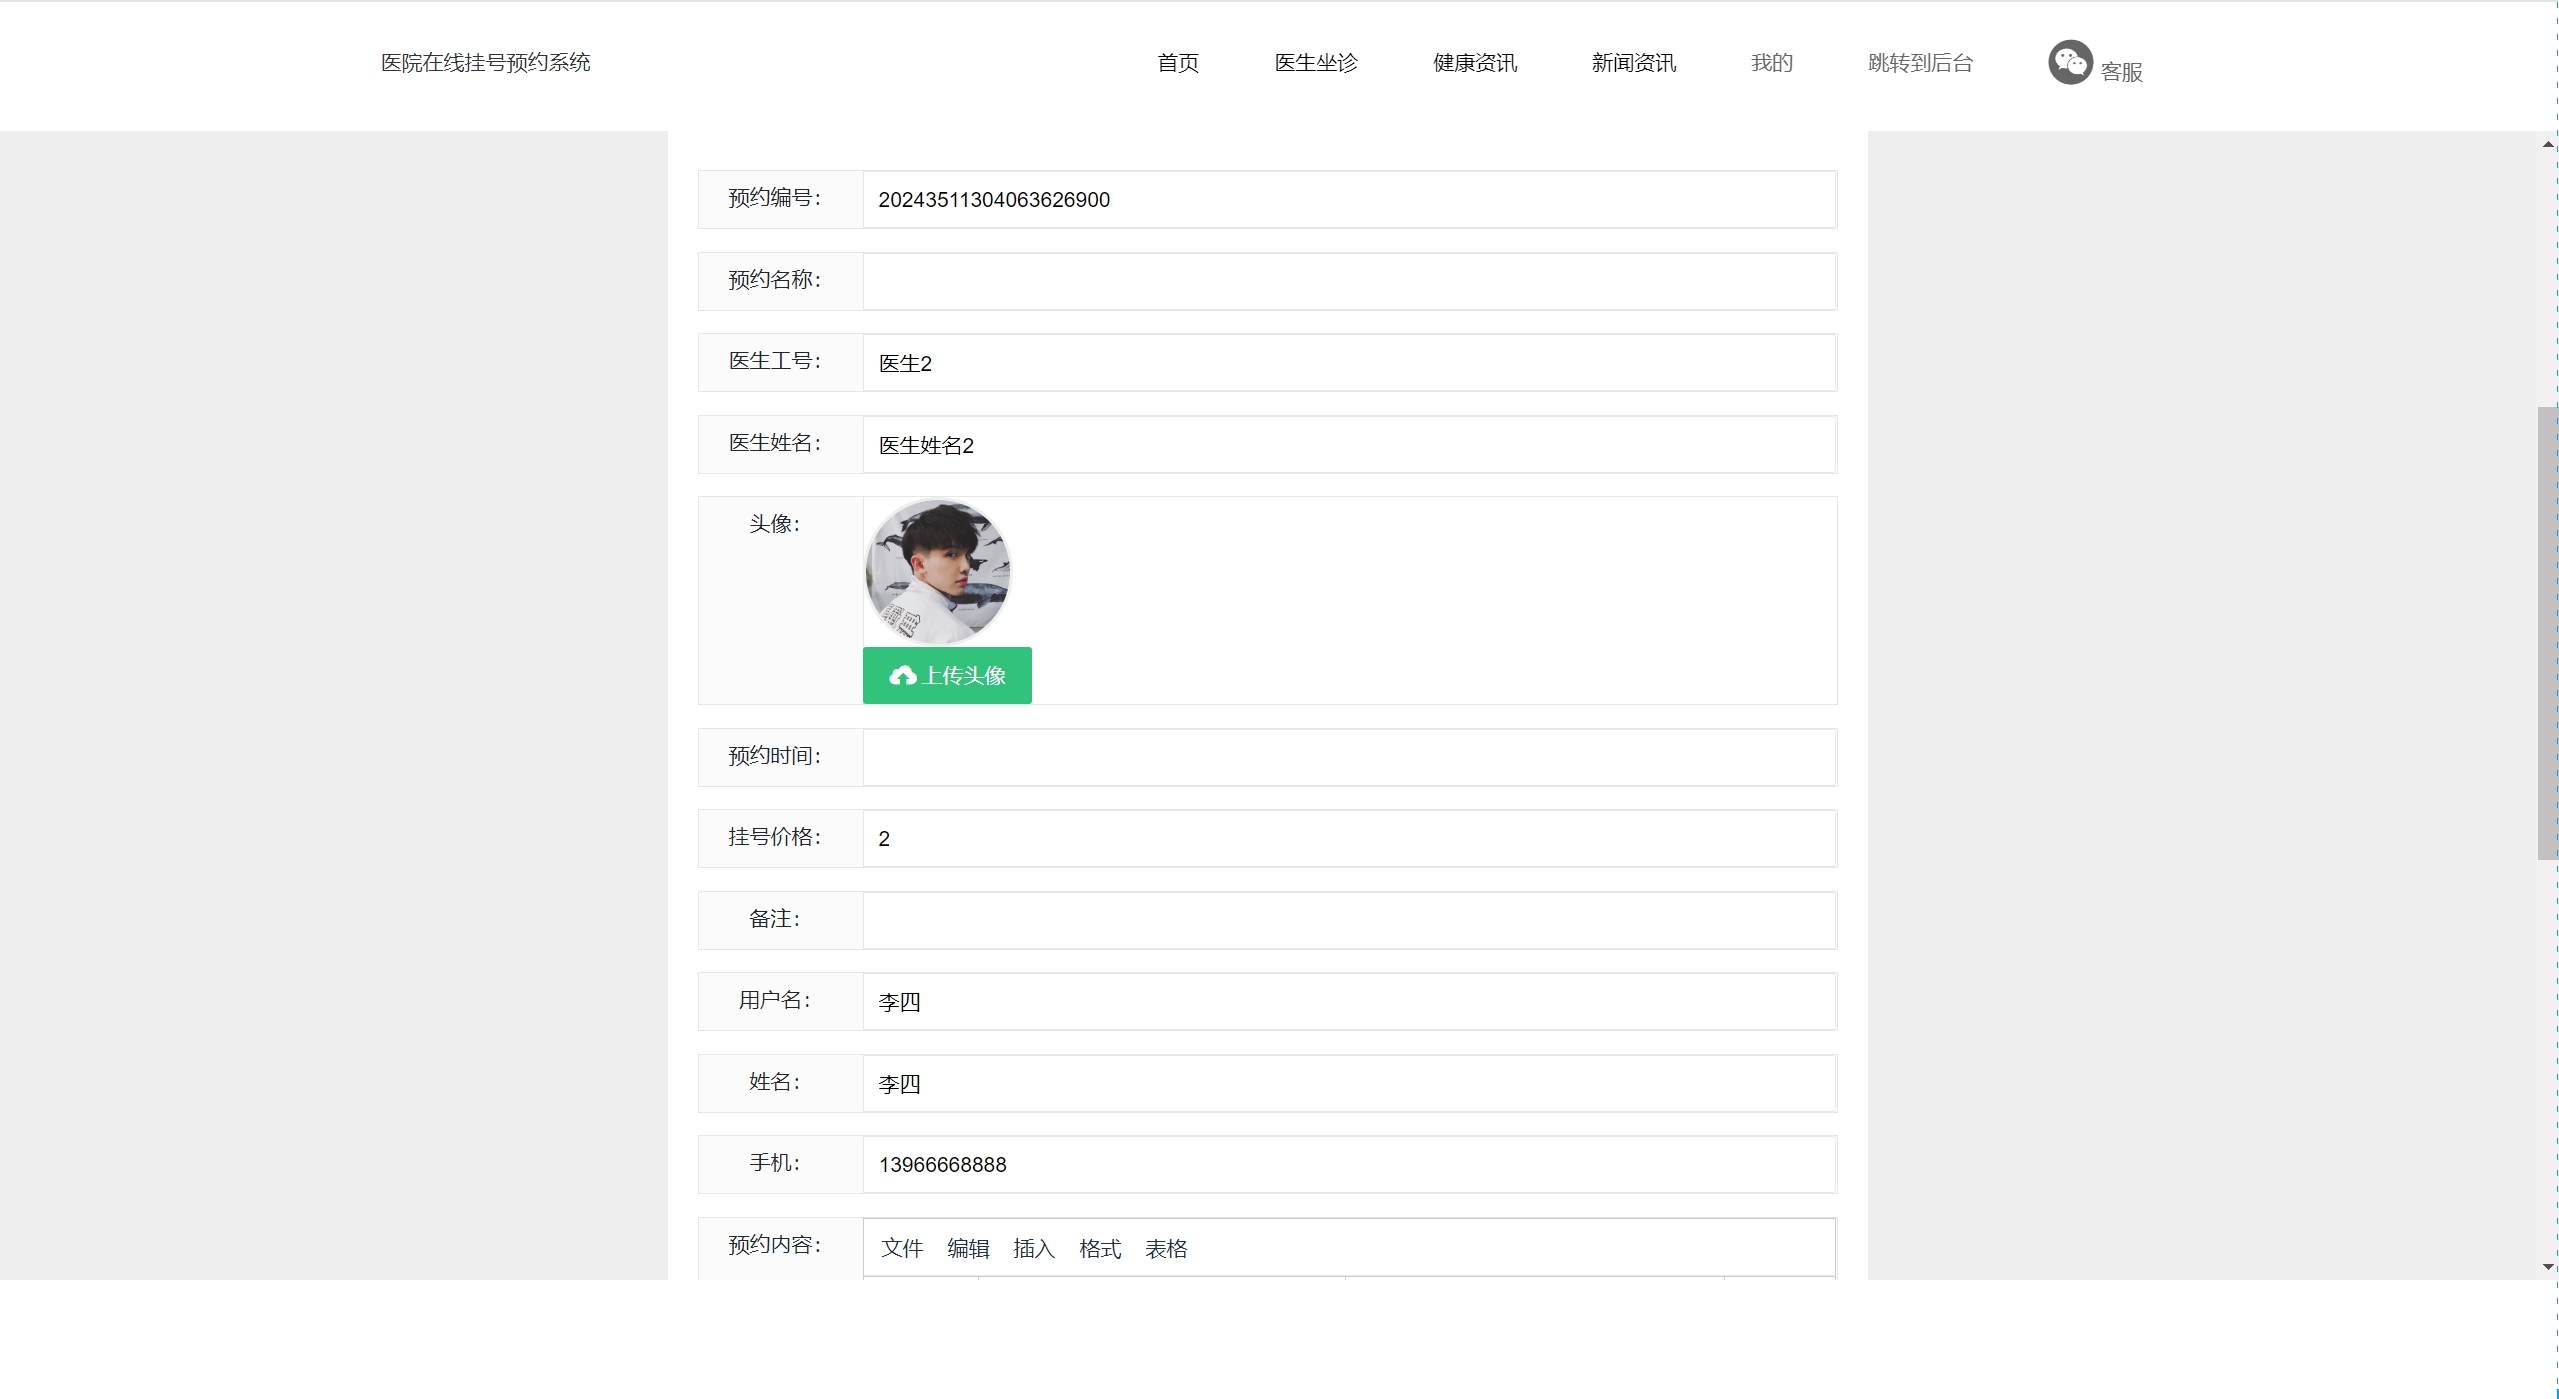 医院在线挂号预约系统 首页 医生坐诊 健康资讯 新闻资讯 我的 跳转到后台 客服
预约编号： 20243511304063626900
预约名称：
医生工号： 医生2
医生姓名： 医生姓名2
头像：
上传头像
预约时间：
挂号价格： 2
备注：
用户名： 李四
姓名： 李四
手机： 13966668888
预约内容： 文件 编辑 插入 格式 表格